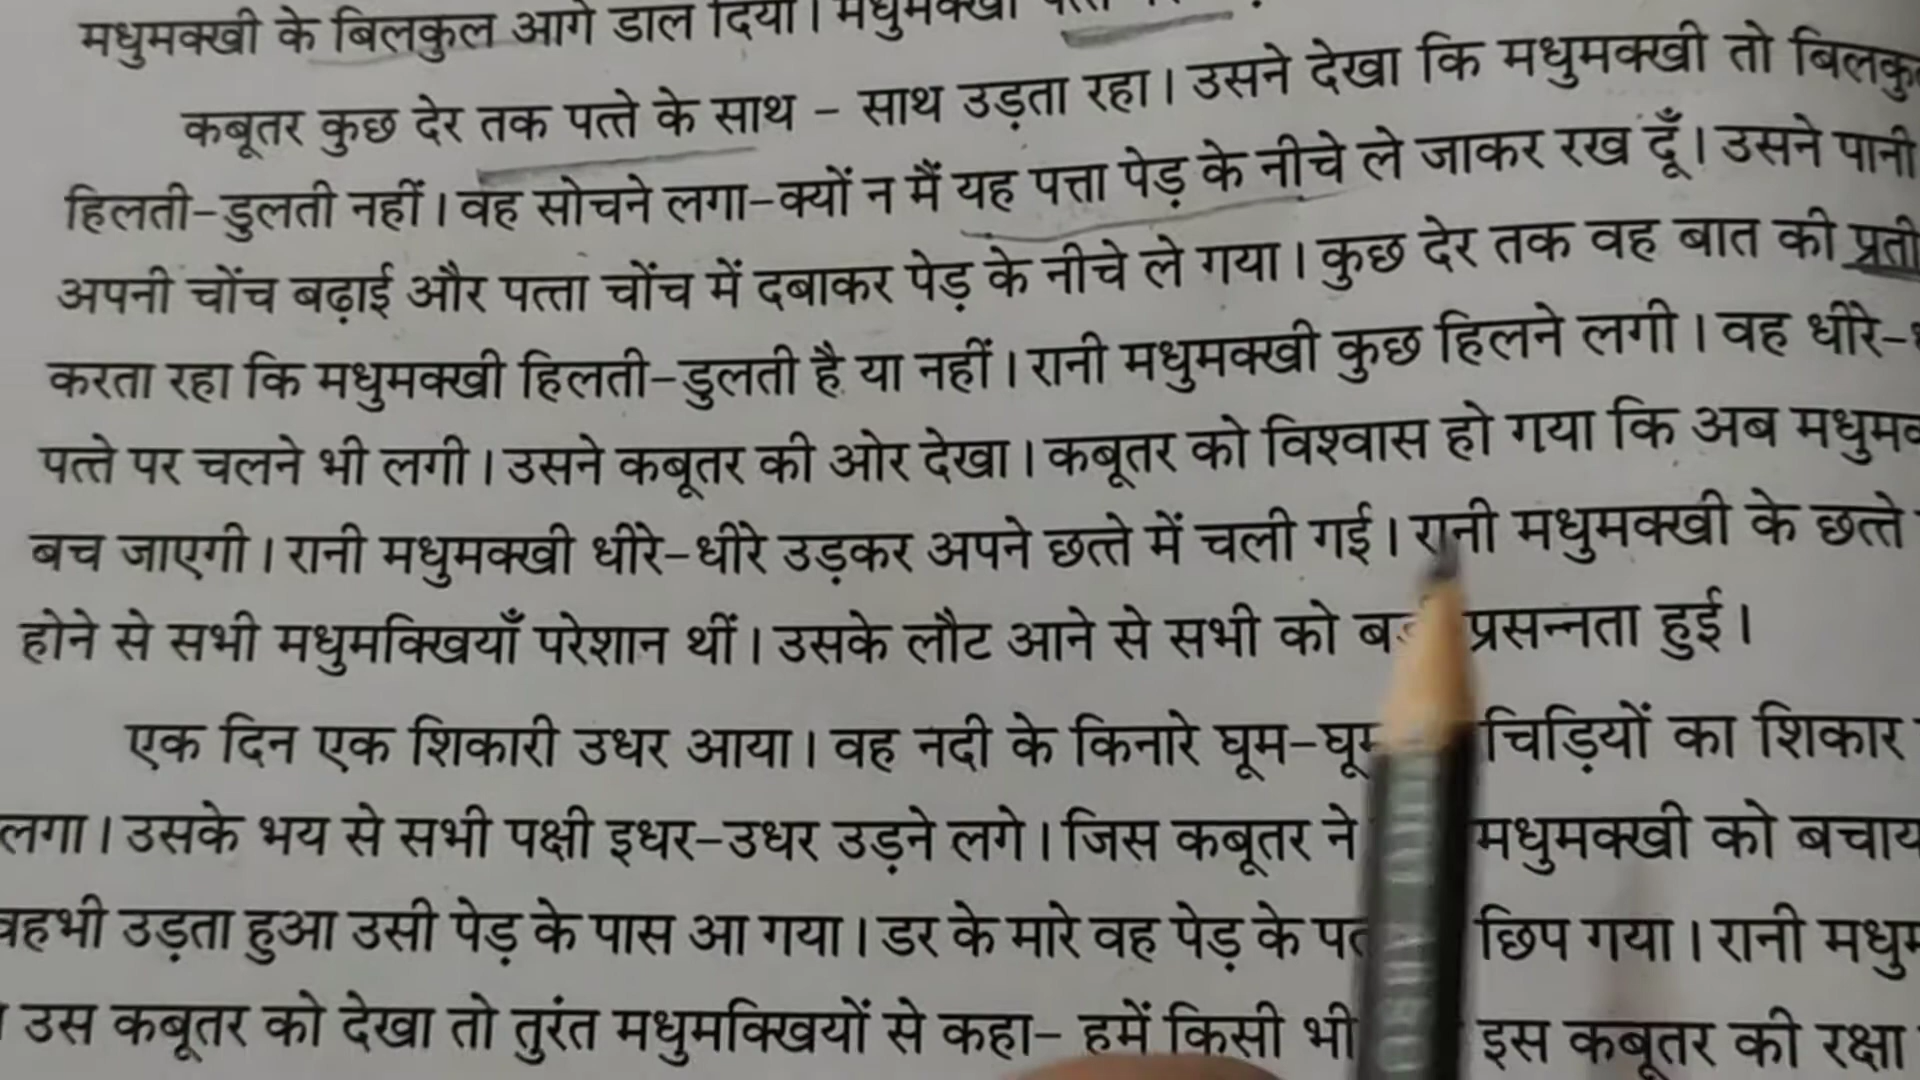 मधुमक्खी के बिलकुल आगे डाल दिया। मधुमक्खी
कबूतर कुछ देर तक पत्ते के साथ - साथ उड़ता रहा। उसने देखा कि मधुमक्खी तो
हिलती-डुलती नहीं। वह सोचने लगा-क्यों न मैं यह पत्ता पेड़ के नीचे ले जाकर रख दूँ। उसने पानी
अपनी चोंच बढ़ाई और पत्ता चोंच में दबाकर पेड़ के नीचे ले गया। कुछ देर तक वह बात की प्रती
करता रहा कि मधुमक्खी हिलती-डुलती है या नहीं। रानी मधुमक्खी कुछ हिलने लगी। वह धीरे-
पत्ते पर चलने भी लगी। उसने कबूतर की ओर देखा। कबूतर को विश्वास हो गया कि अब
बच जाएगी। रानी मधुमक्खी धीरे-धीरे उड़कर अपने छत्ते में चली गई। रानी मधुमक्खी के छत्ते
होने से सभी मधुमक्खियाँ परेशान थीं। उसके लौट आने से सभी को प्रसन्नता हुई।
एक दिन एक शिकारी उधर आया। वह नदी के किनारे चिड़ियों का शिकार
लगा। उसके भय से सभी पक्षी इधर-उधर उड़ने लगे। जिस कबूतर ने मधुमक्खी को
वहभी उड़ता हुआ उसी पेड़ के पास आ गया। डर के मारे वह पेड़ के छिप गया। रानी
उस कबूतर को देखा तो तुरंत मधुमक्खियों से कहा- हमें किसी भी इस कबूतर की रक्षा